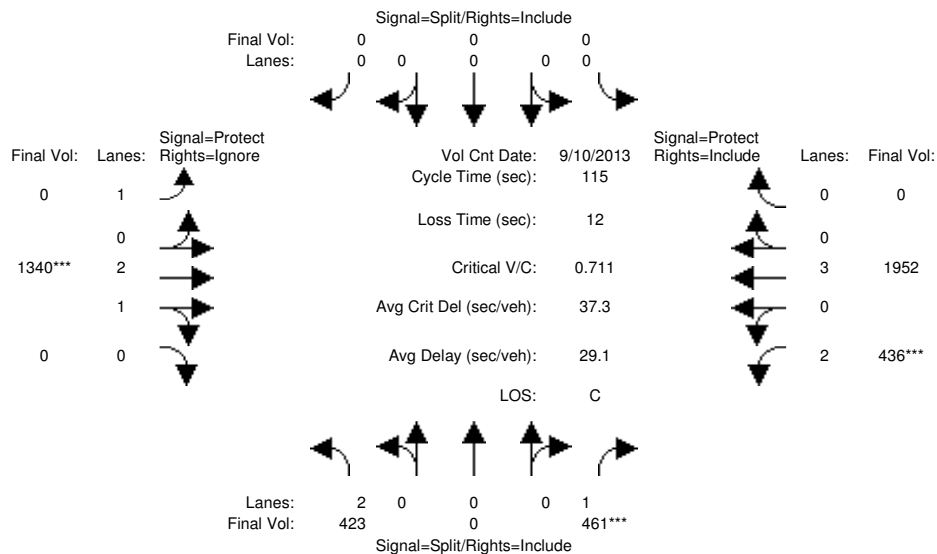 Signal=Split/Rights=Include
Final Vol: 0 0 0
Lanes: 0 0 0 0 0
Signal=Protect Signal=Protect
Final Vol: Lanes: Rights=Ignore Vol Cnt Date: 9/10/2013 Rights=Include Lanes: Final Vol:
Cycle Time (sec): 115
0 1 0 0
Loss Time (sec): 12
0 0
1340*** 2 Critical V/C: 0.711 3 1952
1 Avg Crit Del (sec/veh): 37.3 0
0 0 Avg Delay (sec/veh): 29.1 2 436***
LOS: C
Lanes: 2 0 0 0 1
Final Vol: 423 0 461***
Signal=Split/Rights=Include